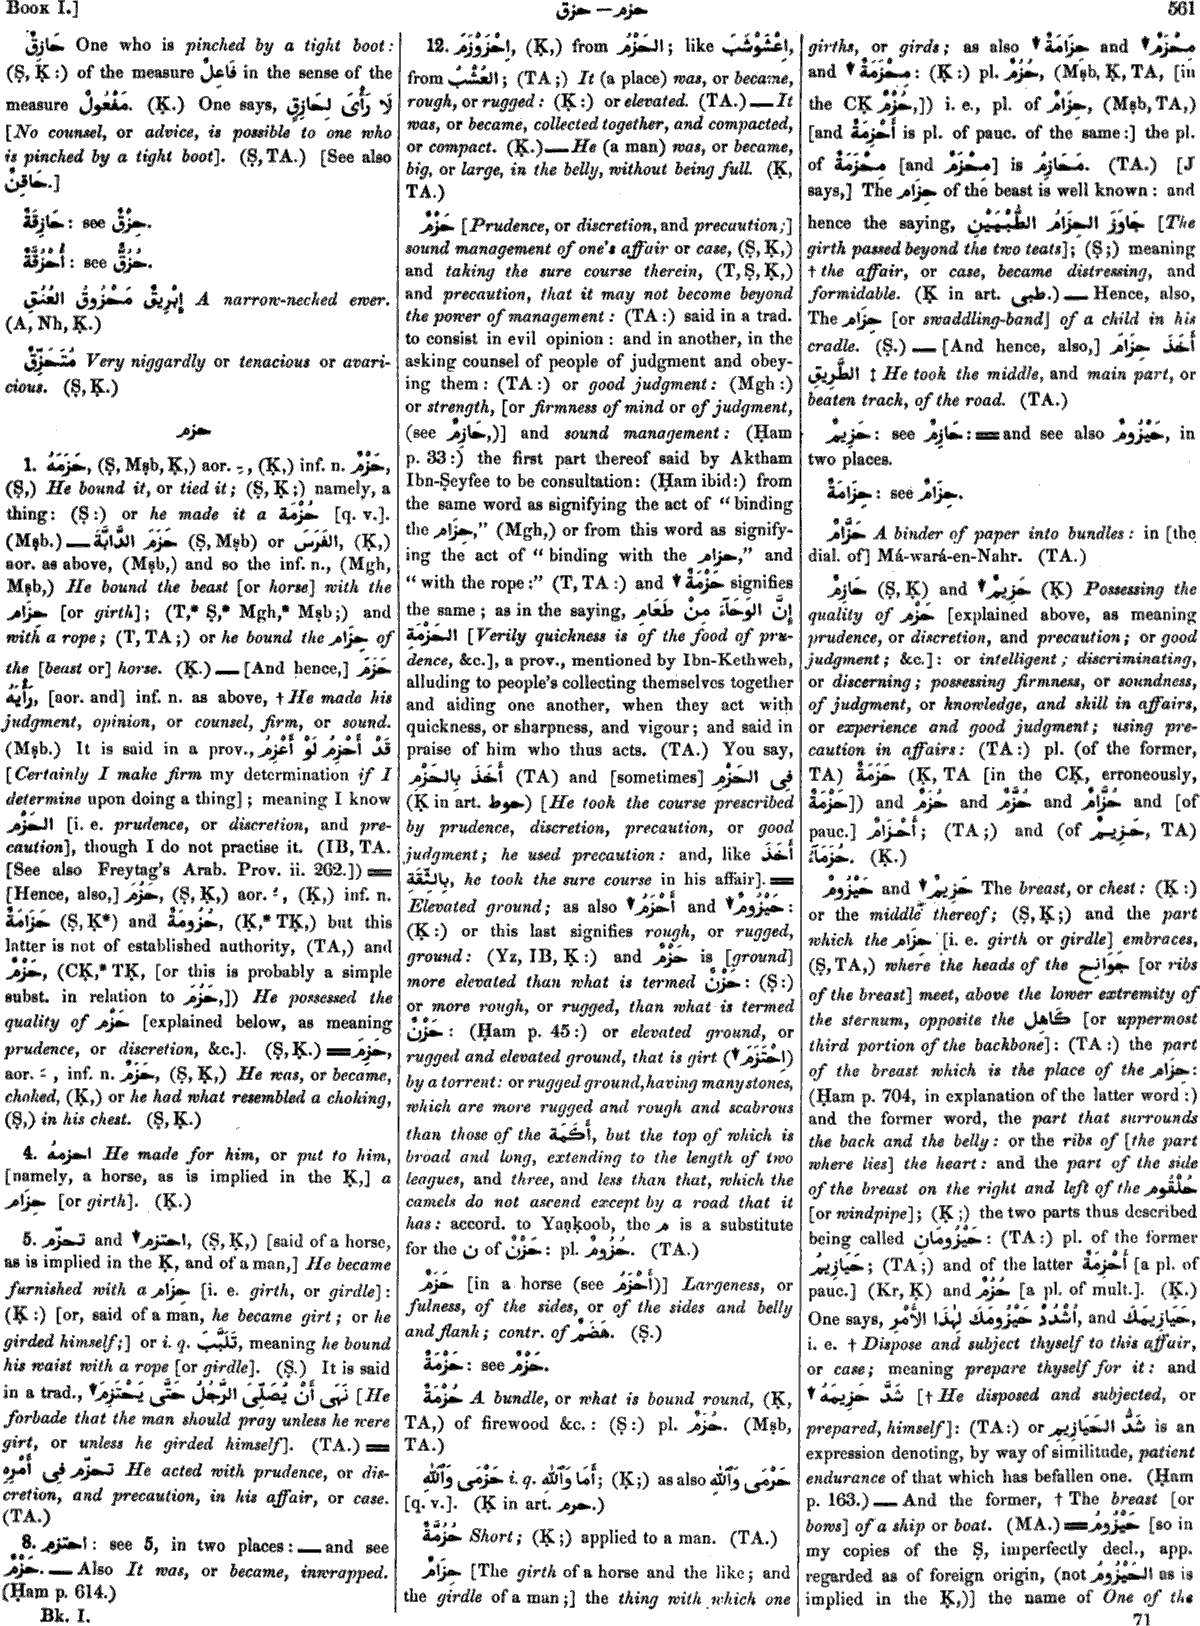 Book I.]
حزق — حزم
561
حَازِقٌ One who is pinched by a tight boot:
(Ṣ, Ḳ:) of the measure فَاعِلٌ in the sense of the
measure مَفْعُولٌ. (Ḳ.) One says, لَا رَأْىَ لِحَازِقٍ
[No counsel, or advice, is possible to one who
is pinched by a tight boot]. (Ṣ, TA.) [See also
حَاقِنٌ.]
حَازِقَةٌ: see حِزْقٌ.
أُحْزُقَّةٌ: see حُزُقٌّ.
إِبْرِيقٌ مَحْزُوقُ العُنُقِ A narrow-necked ewer.
(A, Nh, Ḳ.)
مُتَحَزِّقٌ Very niggardly or tenacious or avari-
cious. (Ṣ, Ḳ.)
حزم
1. حَزَمَهُ, (Ṣ, Mṣb, Ḳ,) aor. ـِ, (Ḳ,) inf. n. حَزْمٌ,
(Ṣ,) He bound it, or tied it; (Ṣ, Ḳ;) namely, a
thing: (Ṣ:) or he made it a حُزْمَة [q. v.].
(Mṣb.) — حَزَمَ الدَّابَّةَ (Ṣ, Mṣb) or الفَرَسَ, (Ḳ,)
aor. as above, (Mṣb,) and so the inf. n., (Mgh,
Mṣb,) He bound the beast [or horse] with the
حِزَام [or girth]; (T,* Ṣ,* Mgh,* Mṣb;) and
with a rope; (T, TA;) or he bound the حِزَام of
the [beast or] horse. (Ḳ.) — [And hence,] حَزَمَ
رَأْيَهُ, [aor. and] inf. n. as above, † He made his
judgment, opinion, or counsel, firm, or sound.
(Mṣb.) It is said in a prov., قَدْ أَحْزِمُ لَوْ أَعْزِمُ
[Certainly I make firm my determination if I
determine upon doing a thing]; meaning I know
الحَزْم [i. e. prudence, or discretion, and pre-
caution], though I do not practise it. (IB, TA.
[See also Freytag's Arab. Prov. ii. 262.]) ==
[Hence, also,] حَزُمَ, (Ṣ, Ḳ,) aor. ـُ, (Ḳ,) inf. n.
حَزَامَةٌ (Ṣ, K*) and حُزُومَةٌ, (Ḳ,* TḲ,) but this
latter is not of established authority, (TA,) and
حَزْمٌ, (CḲ,* TḲ, [or this is probably a simple
subst. in relation to حَزُمَ,]) He possessed the
quality of حَزْم [explained below, as meaning
prudence, or discretion, &c.]. (Ṣ, Ḳ.) == حَزِمَ,
aor. ـَ, inf. n. حَزَمٌ, (Ṣ, Ḳ,) He was, or became,
choked, (Ḳ,) or he had what resembled a choking,
(Ṣ,) in his chest. (Ṣ, Ḳ.)
4. احزمهُ He made for him, or put to him,
[namely, a horse, as is implied in the Ḳ,] a
حِزَام [or girth]. (Ḳ.)
5. تحزّم and ▼ احتزم, (Ṣ, Ḳ,) [said of a horse,
as is implied in the Ḳ, and of a man,] He became
furnished with a حِزَام [i. e. girth, or girdle]:
(Ḳ:) [or, said of a man, he became girt; or he
girded himself;] or i. q. تَلَبَّبَ, meaning he bound
his waist with a rope [or girdle]. (Ṣ.) It is said
in a trad., نَهَى أَنْ يُصَلِّىَ الرَّجُلُ حَتَّى يَحْتَزِمَ ▼ [He
forbade that the man should pray unless he were
girt, or unless he girded himself]. (TA.) ==
تحزّم فِى أَمْرِهِ He acted with prudence, or dis-
cretion, and precaution, in his affair, or case.
(TA.)
8. احتزم: see 5, in two places: — and see
حَزْمٌ. — Also It was, or became, inwrapped.
(Ḥam p. 614.)
Bk. I.
12. اِحْزَوْزَمَ, (Ḳ,) from الحَزْمُ; like اِعْشَوْشَبَ,
from العُشْبُ; (TA;) It (a place) was, or became,
rough, or rugged: (Ḳ:) or elevated. (TA.) — It
was, or became, collected together, and compacted,
or compact. (Ḳ.) — He (a man) was, or became,
big, or large, in the belly, without being full. (Ḳ,
TA.)
حَزْمٌ [Prudence, or discretion, and precaution;]
sound management of one's affair or case, (Ṣ, Ḳ,)
and taking the sure course therein, (T, Ṣ, Ḳ,)
and precaution, that it may not become beyond
the power of management: (TA:) said in a trad.
to consist in evil opinion: and in another, in the
asking counsel of people of judgment and obey-
ing them: (TA:) or good judgment: (Mgh:)
or strength, [or firmness of mind or of judgment,
(see حَازِمٌ,)] and sound management: (Ḥam
p. 33:) the first part thereof said by Aktham
Ibn-Ṣeyfee to be consultation: (Ḥam ibid:) from
the same word as signifying the act of "binding
the حِزَام," (Mgh,) or from this word as signify-
ing the act of "binding with the حِزَام," and
"with the rope:" (T, TA:) and ▼ حَزْمَةٌ signifies
the same; as in the saying, إِنَّ الوَحَآءَ مِنْ طَعَامِ
الحَزْمَةِ [Verily quickness is of the food of pru-
dence, &c.], a prov., mentioned by Ibn-Kethweh,
alluding to people's collecting themselves together
and aiding one another, when they act with
quickness, or sharpness, and vigour; and said in
praise of him who thus acts. (TA.) You say,
أَخَذَ بِالحَزْمِ (TA) and [sometimes] فِى الحَزْمِ
(Ḳ in art. حوط) [He took the course prescribed
by prudence, discretion, precaution, or good
judgment; he used precaution: and, like أَخَذَ
بِالثِّقَةِ, he took the sure course in his affair]. ==
Elevated ground; as also ▼ أَحْزَمُ and ▼ حَيْزُومٌ:
(Ḳ:) or this last signifies rough, or rugged,
ground: (Yz, IB, Ḳ:) and حَزْمٌ is [ground]
more elevated than what is termed حَزْنٌ: (Ṣ:)
or more rough, or rugged, than what is termed
حَزْنٌ: (Ḥam p. 45:) or elevated ground, or
rugged and elevated ground, that is girt (▼ اِحْتَزَمَ)
by a torrent: or rugged ground, having many stones,
which are more rugged and rough and scabrous
than those of the أَكَمَة, but the top of which is
broad and long, extending to the length of two
leagues, and three, and less than that, which the
camels do not ascend except by a road that it
has: accord. to Yaạḳoob, the م is a substitute
for the ن of حَزْنٌ: pl. حُزُومٌ. (TA.)
حَزَمٌ [in a horse (see أَحْزَمُ)] Largeness, or
fulness, of the sides, or of the sides and belly
and flank; contr. of هَضَمٌ. (Ṣ.)
حَزْمَةٌ: see حَزْمٌ.
حُزْمَةٌ A bundle, or what is bound round, (Ḳ,
TA,) of firewood &c.: (Ṣ:) pl. حُزَمٌ. (Mṣb,
TA.)
حَزْمَى وَٱللّٰهِ i. q. أَمَا وَٱللّٰهِ; (Ḳ;) as also حَرْمَى وَٱللّٰهِ
[q. v.]. (Ḳ in art. حرم.)
حُزُمَّةٌ Short; (Ḳ;) applied to a man. (TA.)
حِزَامٌ [The girth of a horse and the like; and
the girdle of a man;] the thing with which one
girths, or girds; as also ▼ حِزَامَةٌ and ▼ مِحْزَمٌ
and ▼ مِحْزَمَةٌ: (Ḳ:) pl. حُزُمٌ, (Mṣb, Ḳ, TA, [in
the CḲ حُزْمٌ,]) i. e., pl. of حِزَامٌ, (Mṣb, TA,)
[and أَحْزِمَةٌ is pl. of pauc. of the same:] the pl.
of مِحْزَمَةٌ [and مِحْزَمٌ] is مَحَازِمُ. (TA.) [J
says,] The حِزَام of the beast is well known: and
hence the saying, جَاوَزَ الحِزَامُ الطُّبْيَيْنِ [The
girth passed beyond the two teats]; (Ṣ;) meaning
† the affair, or case, became distressing, and
formidable. (Ḳ in art. طبى.) — Hence, also,
The حِزَام [or swaddling-band] of a child in his
cradle. (Ṣ.) — [And hence, also,] أَخَذَ حِزَامَ
الطَّرِيقِ ‡ He took the middle, and main part, or
beaten track, of the road. (TA.)
حَزِيمٌ: see حَازِمٌ: == and see also حَيْزُومٌ, in
two places.
حِزَامَةٌ: see حِزَامٌ.
حَزَّامٌ A binder of paper into bundles: in [the
dial. of] Má-wará-en-Nahr. (TA.)
حَازِمٌ (Ṣ, Ḳ) and ▼ حَزِيمٌ (Ḳ) Possessing the
quality of حَزْم [explained above, as meaning
prudence, or discretion, and precaution; or good
judgment; &c.]: or intelligent; discriminating,
or discerning; possessing firmness, or soundness,
of judgment, or knowledge, and skill in affairs,
or experience and good judgment; using pre-
caution in affairs: (TA:) pl. (of the former,
TA) حَزَمَةٌ (Ḳ, TA [in the CḲ, erroneously,
حَزْمَةٌ]) and حُزَّمٌ and حُزَّمٌ and حُزَّامٌ and [of
pauc.] أَحْزَامٌ; (TA;) and (of حَزِيمٌ, TA)
حُزَمَآءُ. (Ḳ.)
حَيْزُومٌ and ▼ حَزِيمٌ The breast, or chest: (Ḳ:)
or the middle thereof; (Ṣ, Ḳ;) and the part
which the حِزَام [i. e. girth or girdle] embraces,
(Ṣ, TA,) where the heads of the جَوَانِح [or ribs
of the breast] meet, above the lower extremity of
the sternum, opposite the كَاهِل [or uppermost
third portion of the backbone]: (TA:) the part
of the breast which is the place of the حِزَام:
(Ḥam p. 704, in explanation of the latter word:)
and the former word, the part that surrounds
the back and the belly: or the ribs of [the part
where lies] the heart: and the part of the side
of the breast on the right and left of the حُلْقُوم
[or windpipe]; (Ḳ;) the two parts thus described
being called حَيْزُومَانِ: (TA:) pl. of the former
حَيَازِيمُ; (TA;) and of the latter أَحْزِمَةٌ [a pl. of
pauc.] (Kr, Ḳ) and حُزُمٌ [a pl. of mult.]. (Ḳ.)
One says, اُشْدُدْ حَيْزُومَكَ لِهٰذَا الأَمْرِ, and حَيَازِيمَكَ,
i. e. † Dispose and subject thyself to this affair,
or case; meaning prepare thyself for it: and
▼ شَدَّ حَزِيمَهُ [† He disposed and subjected, or
prepared, himself]: (TA:) or شَدُّ الحَيَازِيمِ is an
expression denoting, by way of similitude, patient
endurance of that which has befallen one. (Ḥam
p. 163.) — And the former, † The breast [or
bows] of a ship or boat. (MA.) == حَيْزُومُ [so in
my copies of the Ṣ, imperfectly decl., app.
regarded as of foreign origin, (not الحَيْزُومُ as is
implied in the Ḳ,)] the name of One of the
71